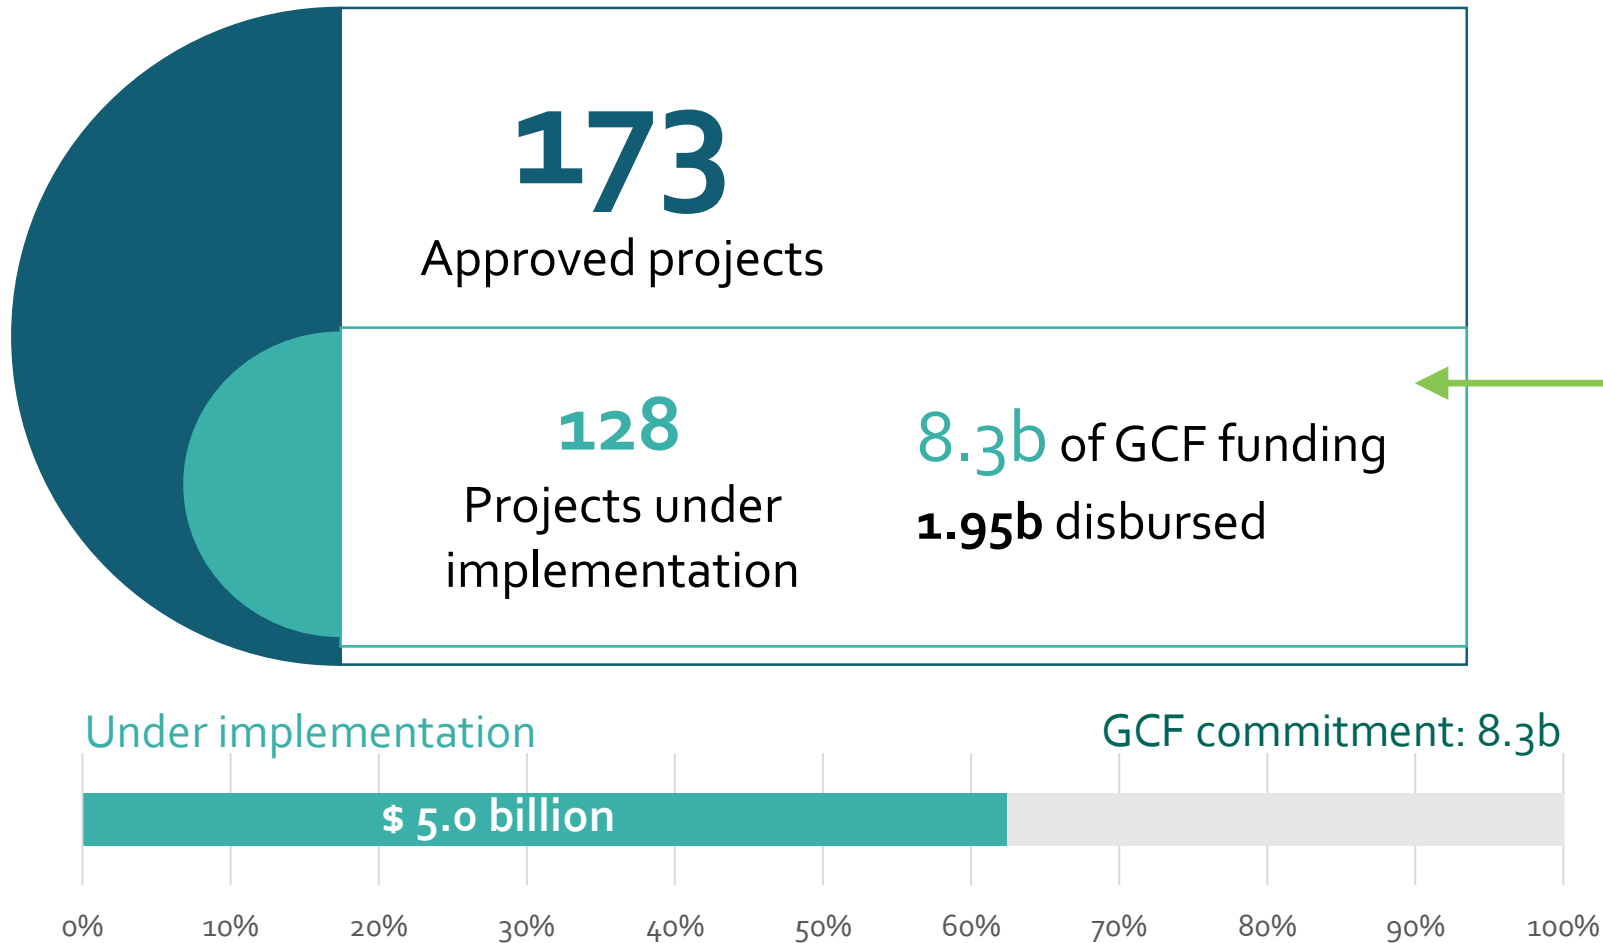 173
Approved projects
128
Projects under
implementation
8.3b of GCF funding
1.95b disbursed
Under implementation
GCF commitment: 8.3b
$ 5.0 billion
0% 10% 20% 30% 40% 50% 60% 70% 80% 90% 100%